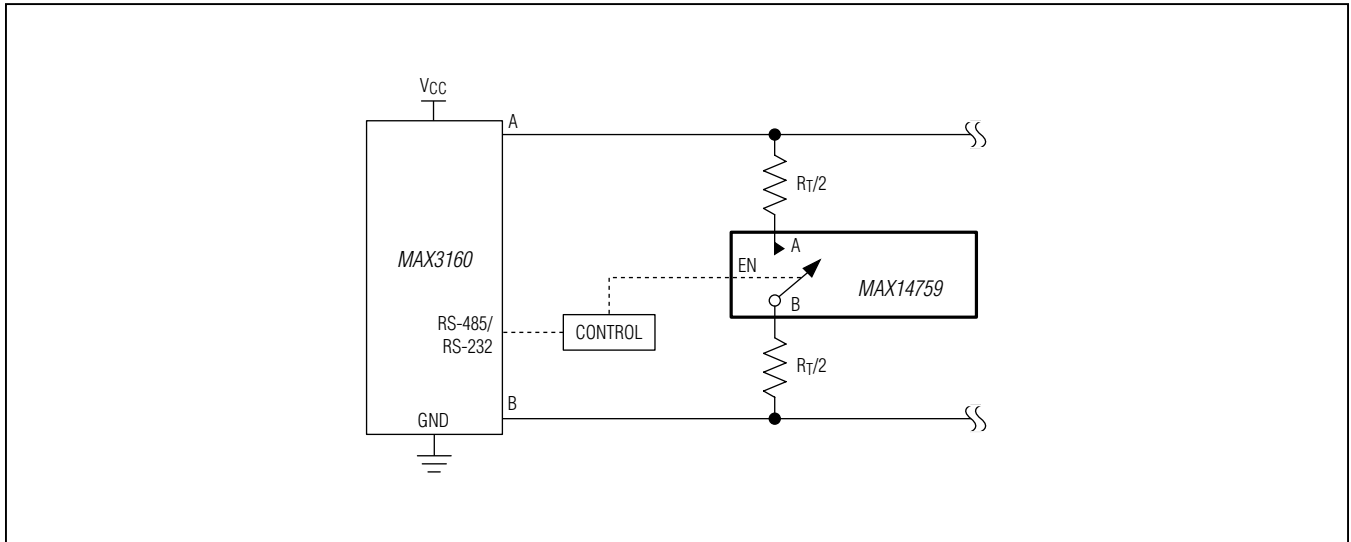 VCC
A
RT/2
A
MAX3160
EN
MAX14759
B
RS-485/
RS-232
CONTROL
RT/2
B
GND